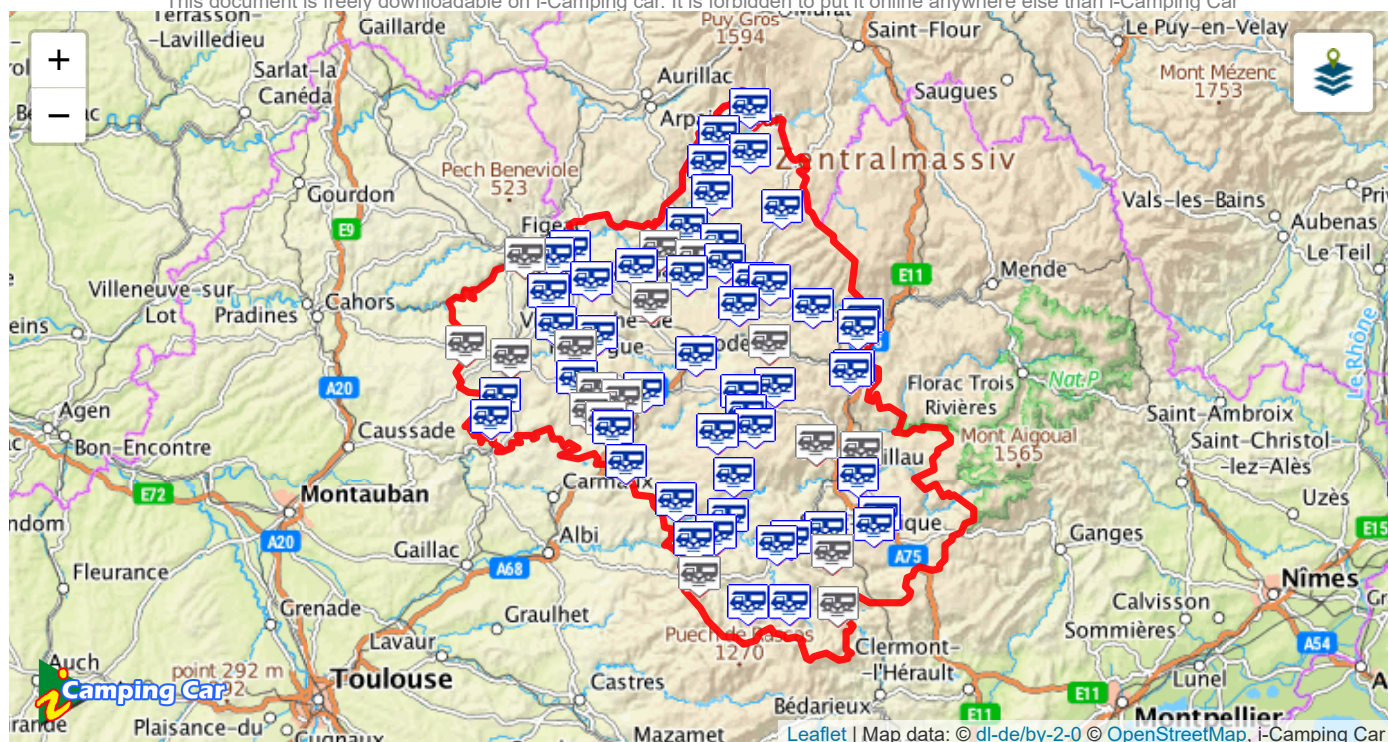 This document is freely downloadable on i-Camping car. It is forbidden to put it online anywhere else than i-Camping Car
Terrasson-
-Lavilledieu
Gaillarde
Puy Gros
1594
Saint-Flour
Le Puy-en-Velay
+
−
Sarlat-la
Canéda
Aurillac
Saugues
Mont Mézenc
1753
Zentralmassiv
Pech Beneviole
523
Gourdon
Vals-les-Bains
Aubenas
Le Teil
E9
E11
Mende
Villeneuve-sur
Lot
Pradines
Cahors
Le Rhône
A20
Florac Trois
Rivières
Nat.P
Agen
Bon-Encontre
Caussade
Saint-Ambroix
Saint-Christol-
-lez-Alès
Mont Aigoual
1565
E72
Montauban
Uzès
Albi
Ganges
E15
A20
Gaillac
A68
A75
Fleurance
Nîmes
Grenade
Graulhet
Calvisson
Sommières
Lavaur
1270
Clermont-
-l'Hérault
A54
Auch
point 292 m
Toulouse
Castres
Lunel
i Camping Car
E11
Bédarieux
E11
Montpellier
Plaisance-du
Mazamet
Leaflet | Map data: © dl-de/by-2-0 © OpenStreetMap, i-Camping Car